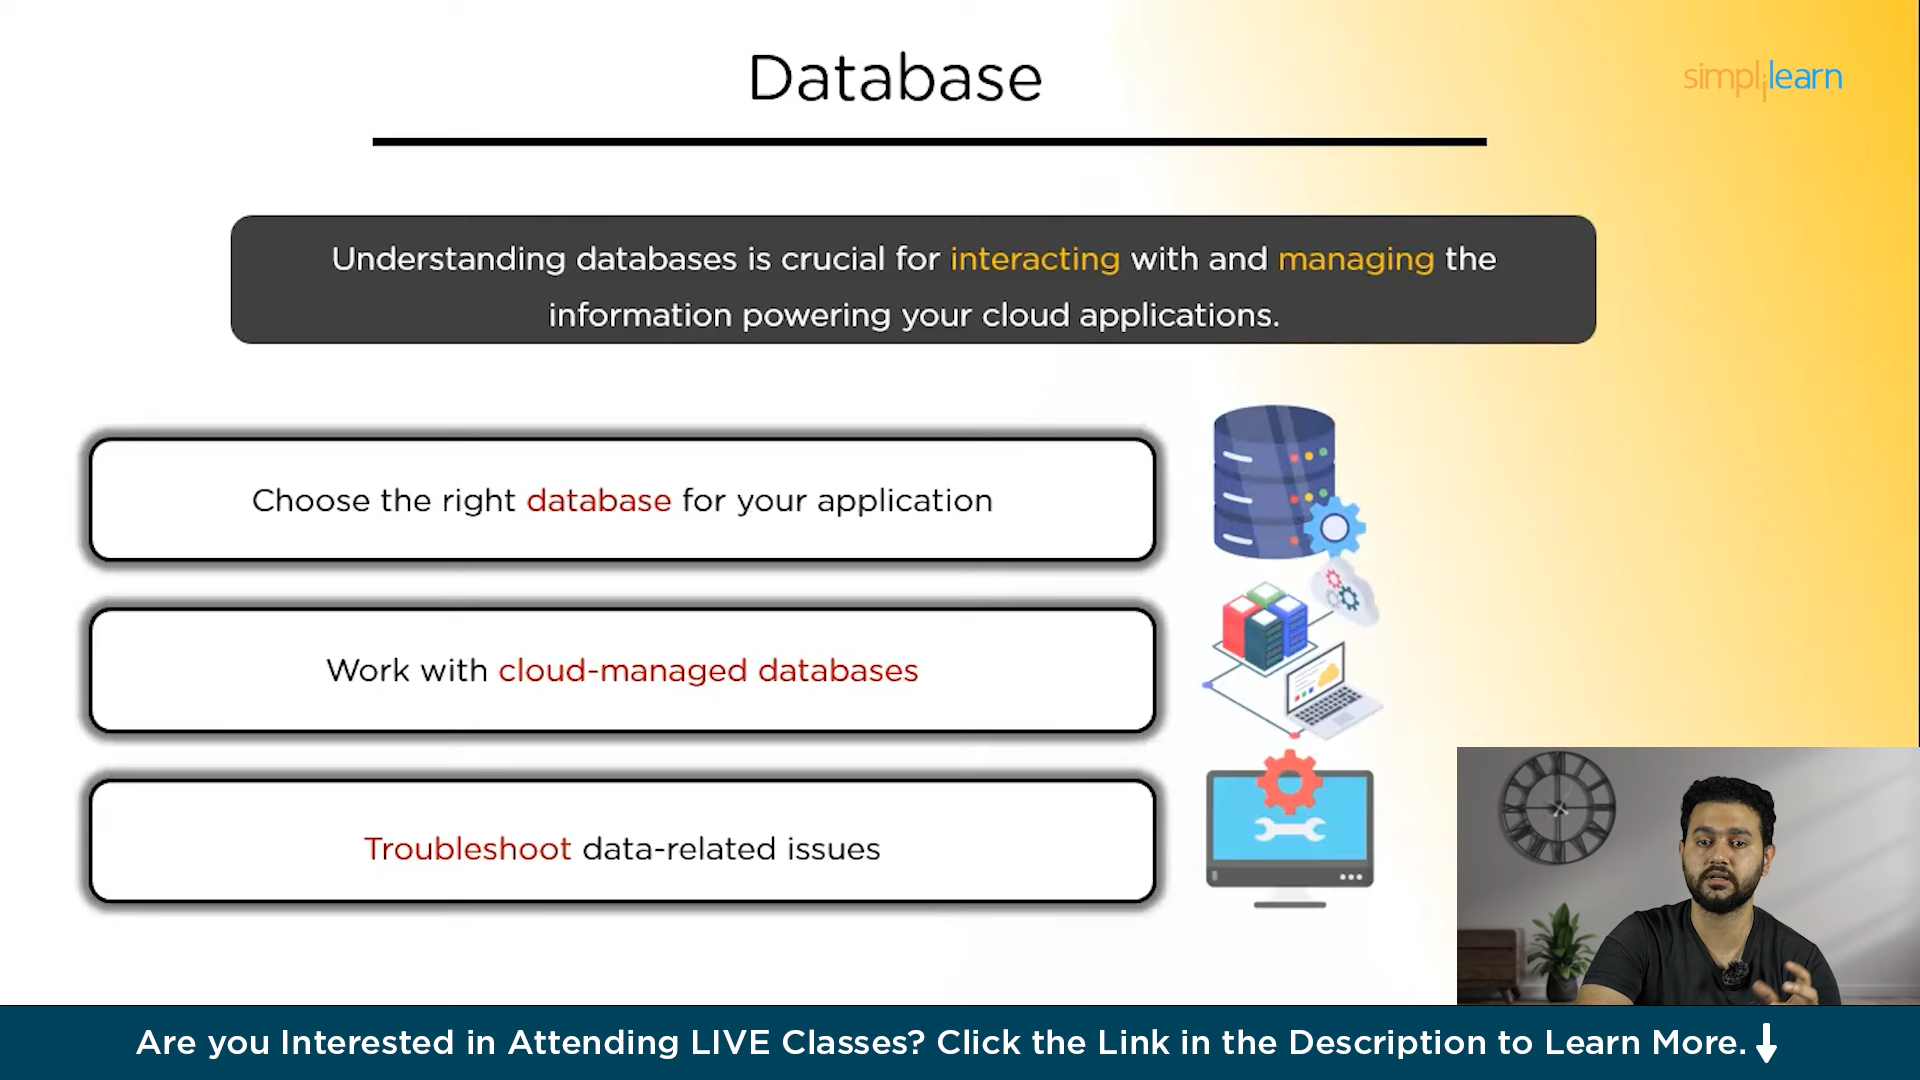 Database
simplilearn
Understanding databases is crucial for interacting with and managing the
information powering your cloud applications.
Choose the right database for your application
Work with cloud-managed databases
Troubleshoot data-related issues
Are you Interested in Attending LIVE Classes? Click the Link in the Description to Learn More.